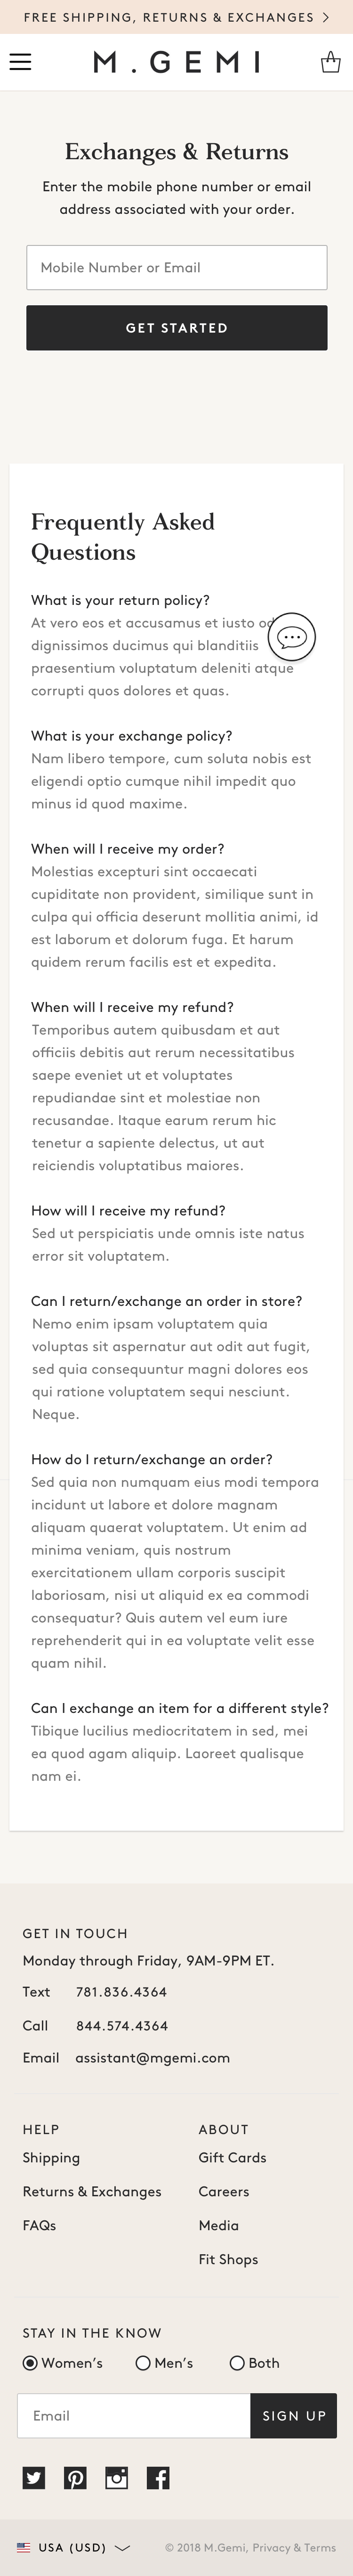 FREE SHIPPING, RETURNS & EXCHANGES
M.GEMI
Exchanges & Returns
Enter the mobile phone number or email
address associated with your order.
Mobile Number or Email
GET STARTED
Frequently Asked
Questions
What is your return policy?
At vero eos et accusamus et iusto
dignissimos ducimus qui blanditiis
praesentium voluptatum deleniti atque
corrupti quos dolores et quas.
What is your exchange policy?
Nam libero tempore, cum soluta nobis est
eligendi optio cumque nihil impedit quo
minus id quod maxime.
When will I receive my order?
Molestias excepturi sint occaecati
cupiditate non provident, similique sunt in
culpa qui officia deserunt mollitia animi, id
est laborum et dolorum fuga. Et harum
quidem rerum facilis est et expedita.
When will I receive my refund?
Temporibus autem quibusdam et aut
officiis debitis aut rerum necessitatibus
saepe eveniet ut et voluptates
repudiandae sint et molestiae non
recusandae. Itaque earum rerum hic
tenetur a sapiente delectus, ut aut
reiciendis voluptatibus maiores.
How will I receive my refund?
Sed ut perspiciatis unde omnis iste natus
error sit voluptatem.
Can I return/exchange an order in store?
Nemo enim ipsam voluptatem quia
voluptas sit aspernatur aut odit aut fugit,
sed quia consequuntur magni dolores eos
qui ratione voluptatem sequi nesciunt.
Neque.
How do I return/exchange an order?
Sed quia non numquam eius modi tempora
incidunt ut labore et dolore magnam
aliquam quaerat voluptatem. Ut enim ad
minima veniam, quis nostrum
exercitationem ullam corporis suscipit
laboriosam, nisi ut aliquid ex ea commodi
consequatur? Quis autem vel eum iure
reprehenderit qui in ea voluptate velit esse
quam nihil.
Can I exchange an item for a different style?
Tibique lucilius mediocritatem in sed, mei
ea quod agam aliquip. Laoreet qualisque
nam ei.
GET IN TOUCH
Monday through Friday, 9AM-9PM ET.
Text 781.836.4364
Call 844.574.4364
Email assistant@mgemi.com
HELP
Shipping
Returns & Exchanges
FAQs
ABOUT
Gift Cards
Careers
Media
Fit Shops
STAY IN THE KNOW
Women's Men's Both
Email SIGN UP
USA (USD) © 2018 M.Gemi, Privacy & Terms